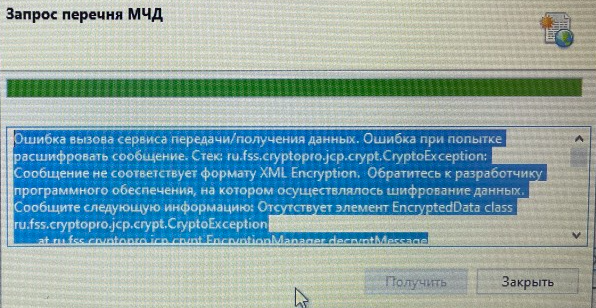 Запрос перечня МЧД
Ошибка вызова сервиса передачи/получения данных. Ошибка при попытке
расшифровать сообщение. Стек: ru.fss.cryptopro.jcp.crypt.CryptoException:
Сообщение не соответствует формату XML Encryption.  Обратитесь к разработчику
программного обеспечения, на котором осуществлялось шифрование данных.
Сообщите следующую информацию: Отсутствует элемент EncryptedData class
ru.fss.cryptopro.jcp.crypt.CryptoException
at ru.fss.cryptopro.jcp.crypt.EncryptionManager.decryptMessage
Получить
Закрыть